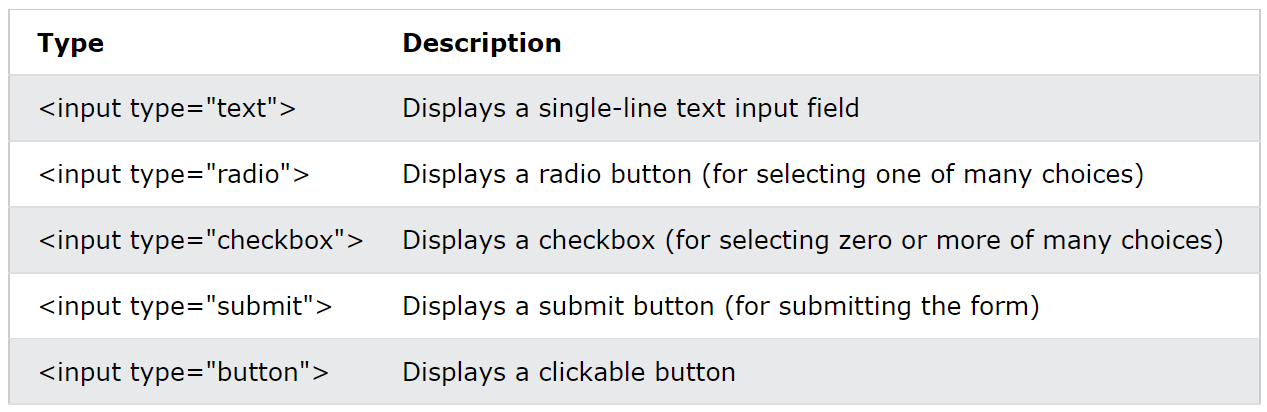 Type Description
<input type="text"> Displays a single-line text input field
<input type="radio"> Displays a radio button (for selecting one of many choices)
<input type="checkbox"> Displays a checkbox (for selecting zero or more of many choices)
<input type="submit"> Displays a submit button (for submitting the form)
<input type="button"> Displays a clickable button